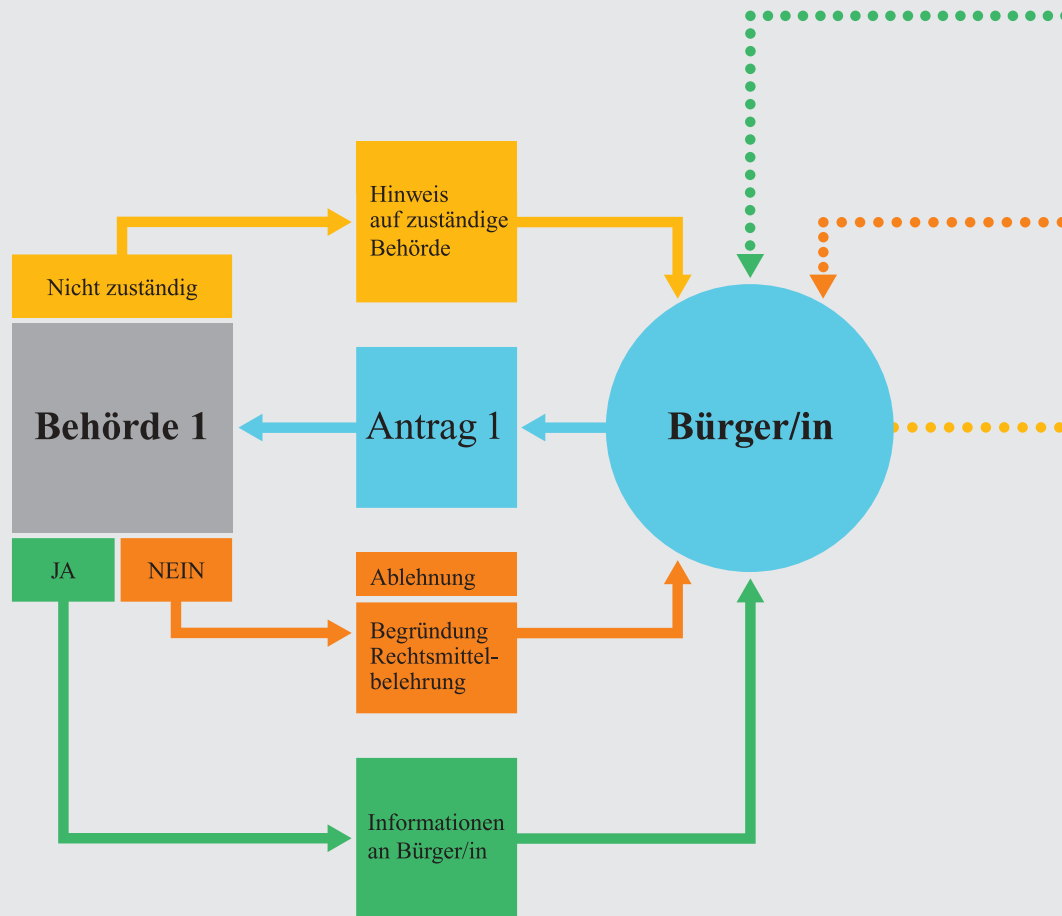 Hinweis
auf zuständige
Behörde
Nicht zuständig
Behörde 1
Antrag 1
Bürger/in
JA
NEIN
Ablehnung
Begründung
Rechtsmittel-
belehrung
Informationen
an Bürger/in